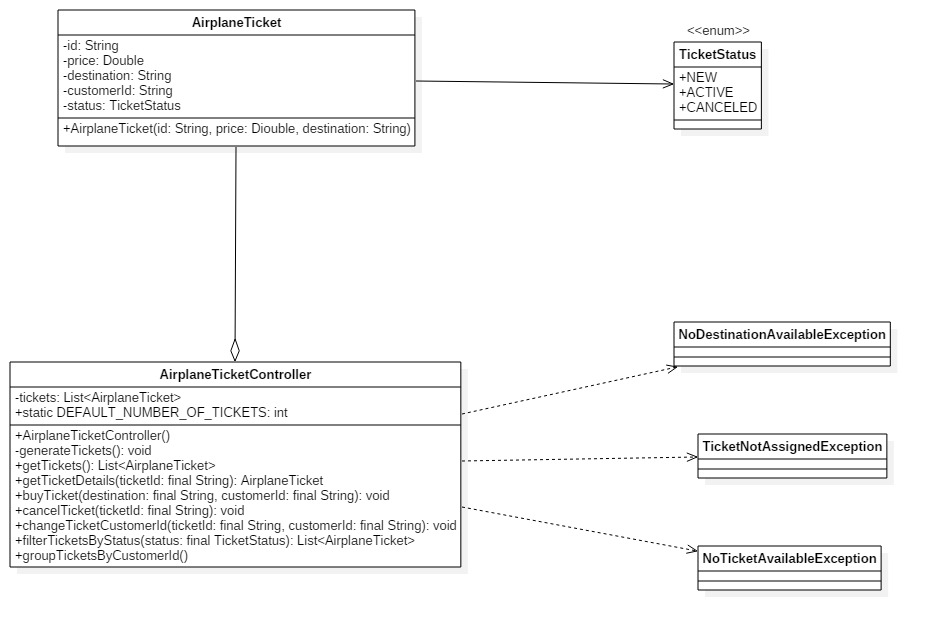 AirplaneTicket
-id: String
-price: Double
-destination: String
-customerId: String
-status: TicketStatus
+AirplaneTicket(id: String, price: Diouble, destination: String)
<<enum>>
TicketStatus
+NEW
+ACTIVE
+CANCELED
AirplaneTicketController
-tickets: List<AirplaneTicket>
+static DEFAULT_NUMBER_OF_TICKETS: int
+AirplaneTicketController()
-generateTickets(): void
+getTickets(): List<AirplaneTicket>
+getTicketDetails(ticketId: final String): AirplaneTicket
+buyTicket(destination: final String, customerId: final String): void
+cancelTicket(ticketId: final String): void
+changeTicketCustomerId(ticketId: final String, customerId: final String): void
+filterTicketsByStatus(status: final TicketStatus): List<AirplaneTicket>
+groupTicketsByCustomerId()
NoDestinationAvailableException
TicketNotAssignedException
NoTicketAvailableException